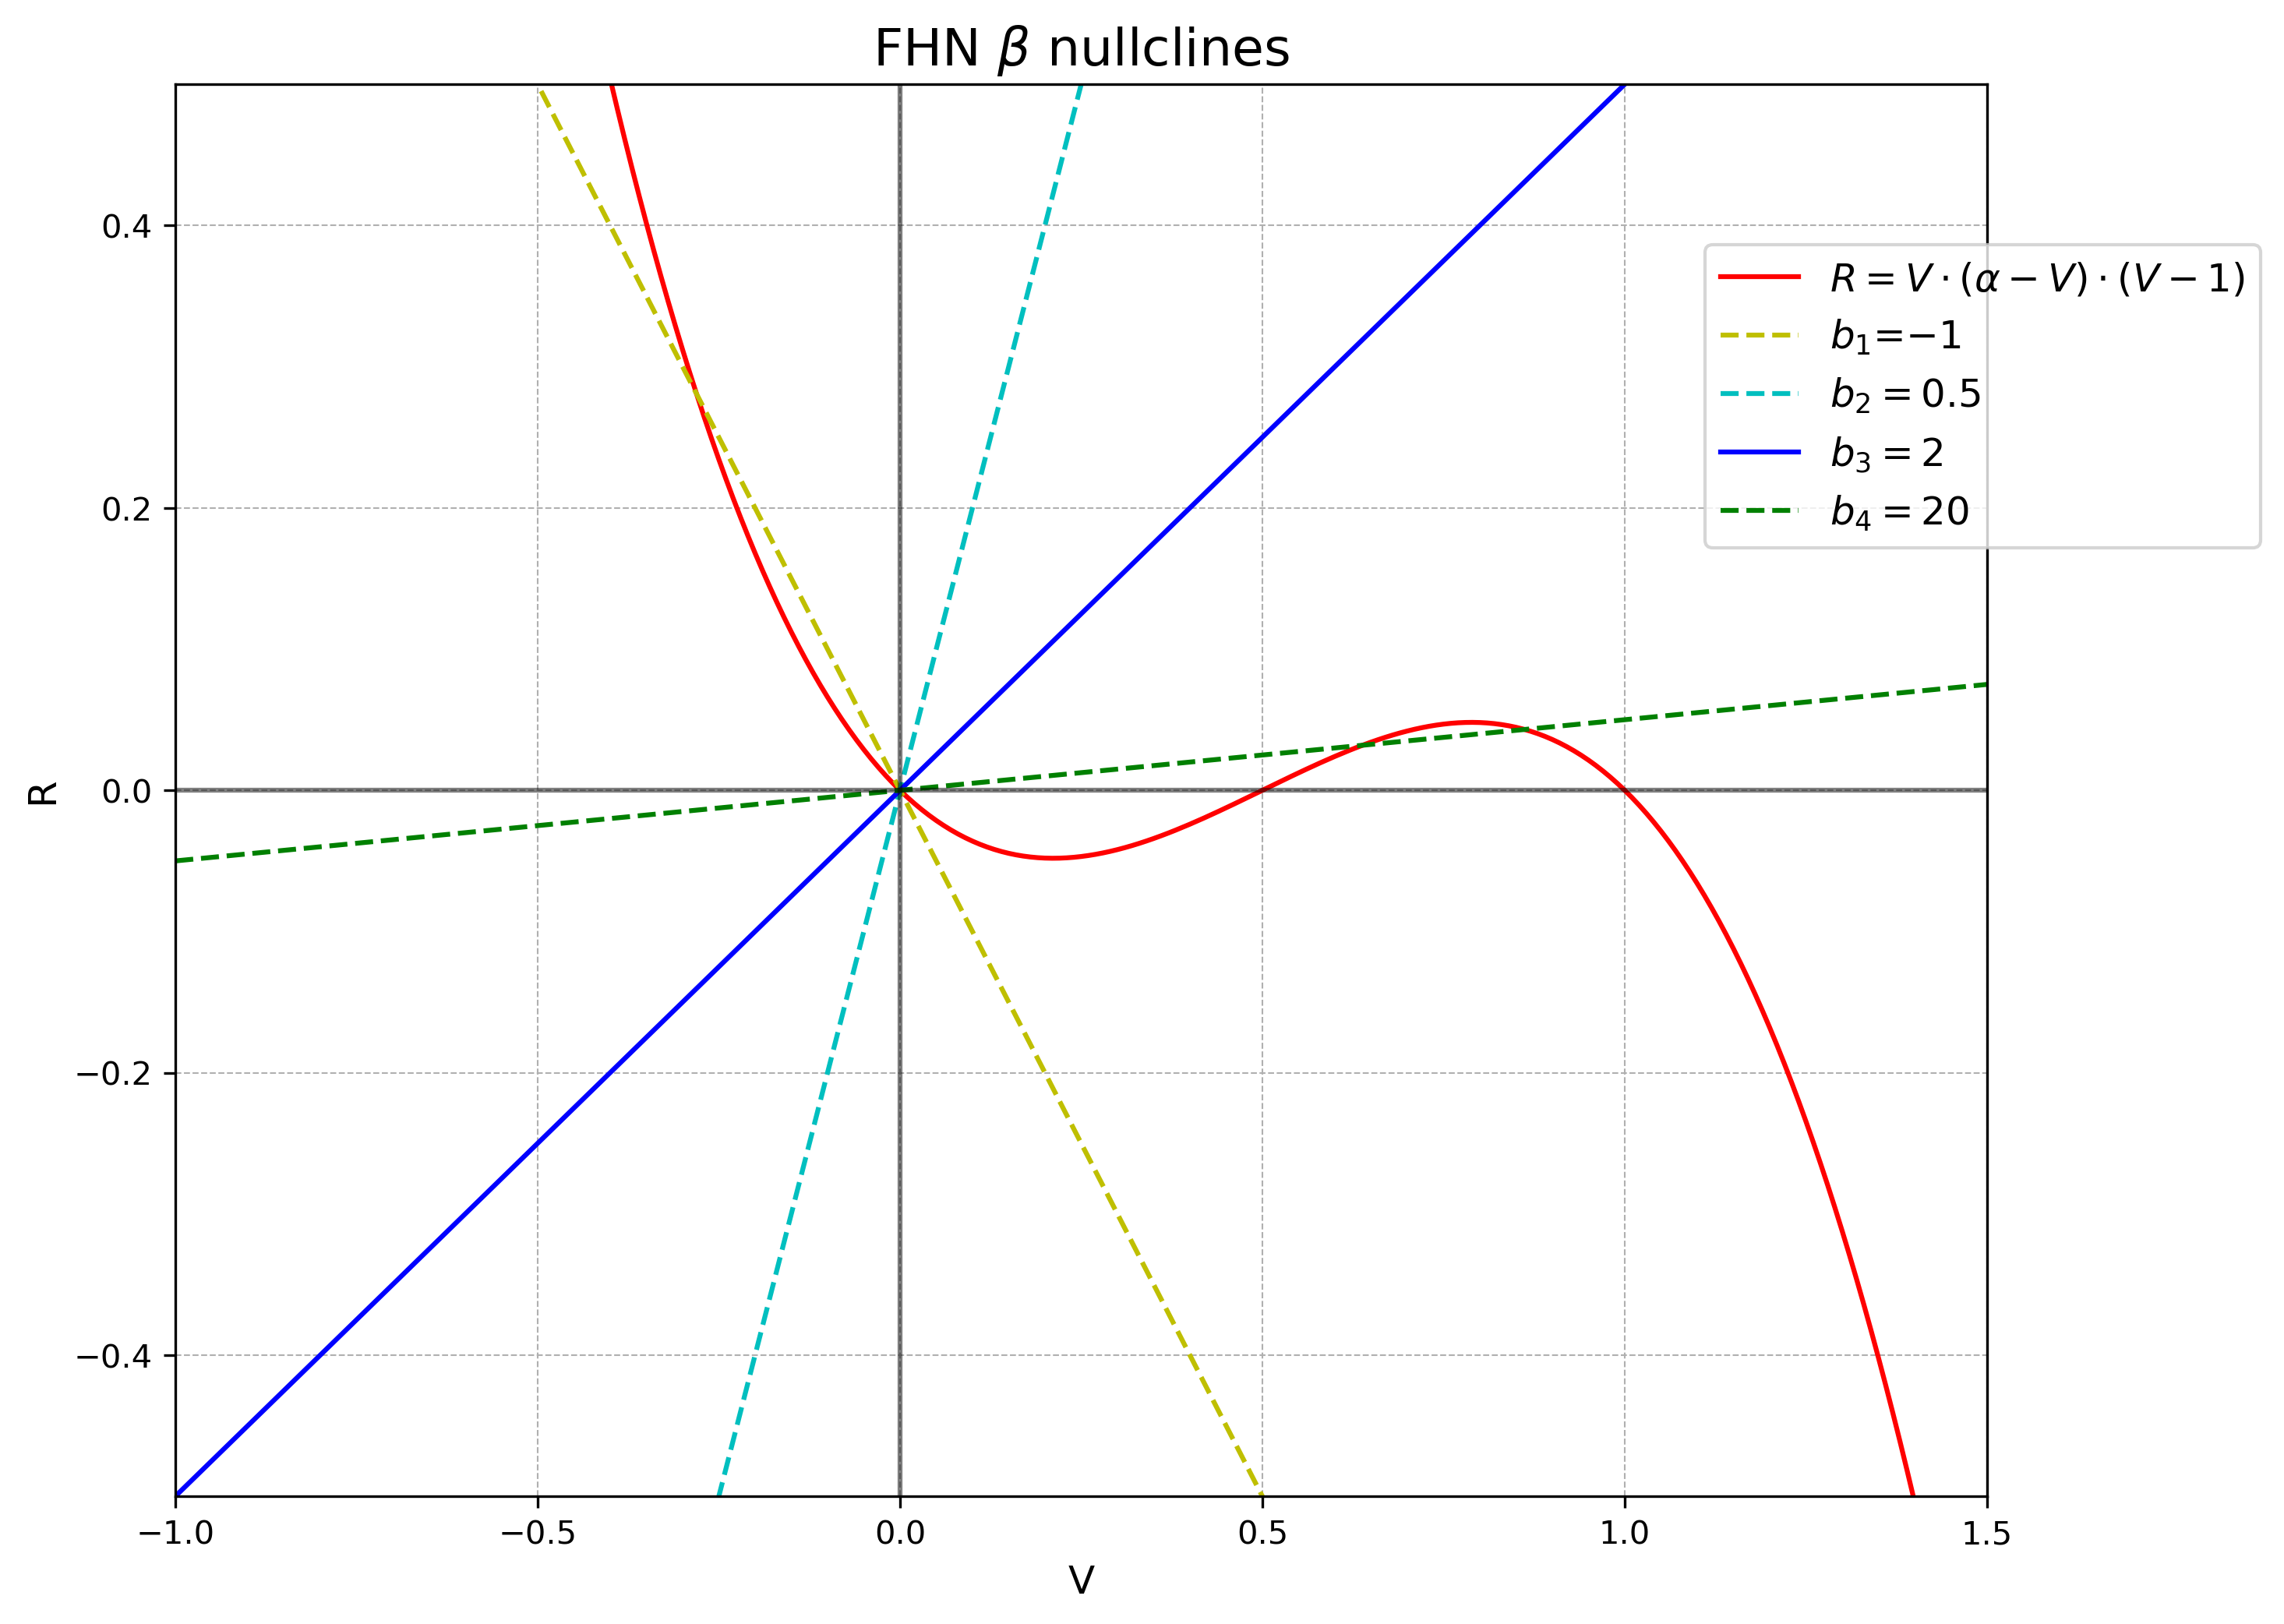 FHN β nullclines
R
0.4
0.2
0.0
−0.2
−0.4
R = V · (α − V) · (V − 1)
b₁=−1
b₂ = 0.5
b₃ = 2
b₄ = 20
−1.0 −0.5 0.0 0.5 1.0 1.5
V